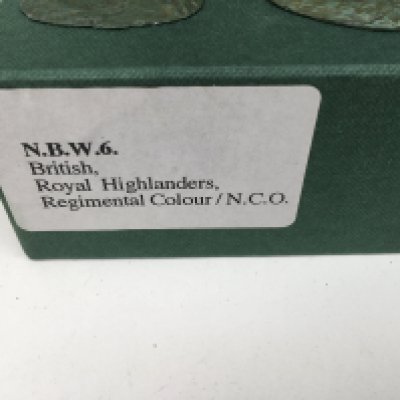 N.B.W.6.
British,
Royal Highlanders,
Regimental Colour / N.C.O.